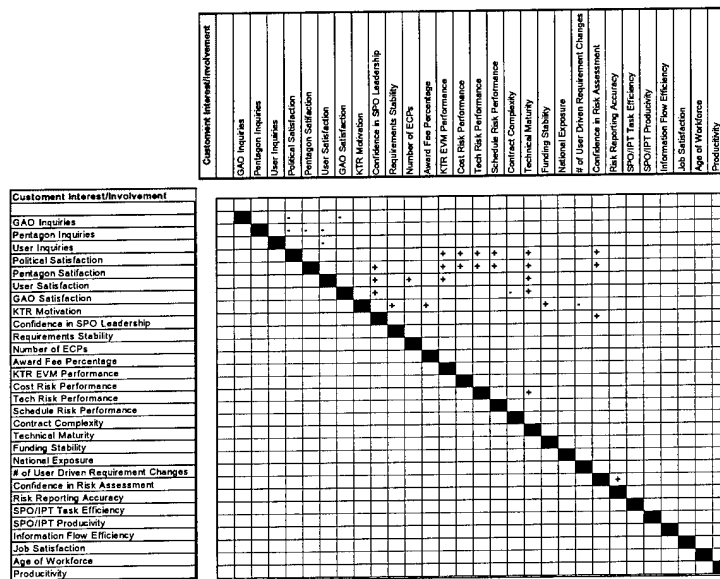 Customent Interest/Involvement
GAO Inquiries
Pentagon Inquiries
User Inquiries
Political Satisfaction
Pentagon Satifaction
User Satisfaction
GAO Satisfaction
KTR Motivation
Confidence in SPO Leadership
Requirements Stability
Number of ECPs
Award Fee Percentage
KTR EVM Performance
Cost Risk Performance
Tech Risk Performance
Schedule Risk Performance
Contract Complexity
Technical Maturity
Funding Stability
National Exposure
# of User Driven Requirement Changes
Confidence in Risk Assessment
Risk Reporting Accuracy
SPO/IPT Task Efficiency
SPO/IPT Producivity
Information Flow Efficiency
Job Satisfaction
Age of Workforce
Producitivity
Customent Interest/Involvement
GAO Inquiries
- -
Pentagon Inquiries
- - -
User Inquiries
-
Political Satisfaction
+ + + + + +
Pentagon Satifaction
+ + + + + + +
User Satisfaction
+ + + +
GAO Satisfaction
+ - +
KTR Motivation
+ + + -
Confidence in SPO Leadership
+
Requirements Stability
Number of ECPs
Award Fee Percentage
KTR EVM Performance
Cost Risk Performance
Tech Risk Performance
+
Schedule Risk Performance
Contract Complexity
Technical Maturity
Funding Stability
National Exposure
# of User Driven Requirement Changes
Confidence in Risk Assessment
+
Risk Reporting Accuracy
SPO/IPT Task Efficiency
SPO/IPT Producivity
Information Flow Efficiency
Job Satisfaction
Age of Workforce
Producitivity